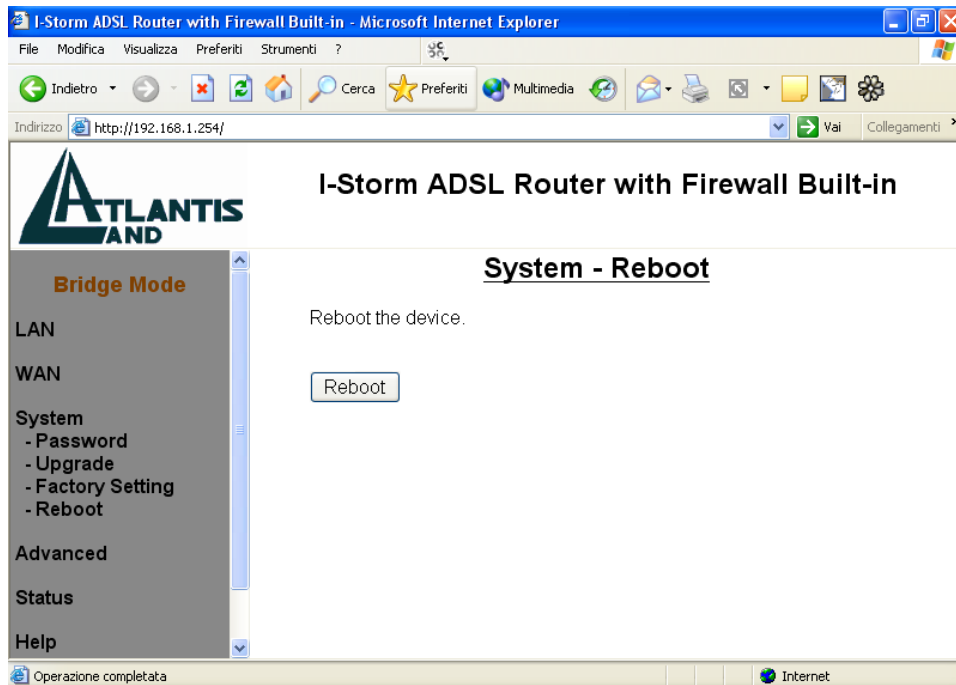 I-Storm ADSL Router with Firewall Built-in - Microsoft Internet Explorer
File Modifica Visualizza Preferiti Strumenti ?
Indietro Cerca Preferiti Multimedia
Indirizzo http://192.168.1.254/ Vai Collegamenti »
ATLANTIS
LAND
I-Storm ADSL Router with Firewall Built-in
Bridge Mode
LAN
WAN
System
- Password
- Upgrade
- Factory Setting
- Reboot
Advanced
Status
Help
System - Reboot
Reboot the device.
Reboot
Operazione completata Internet